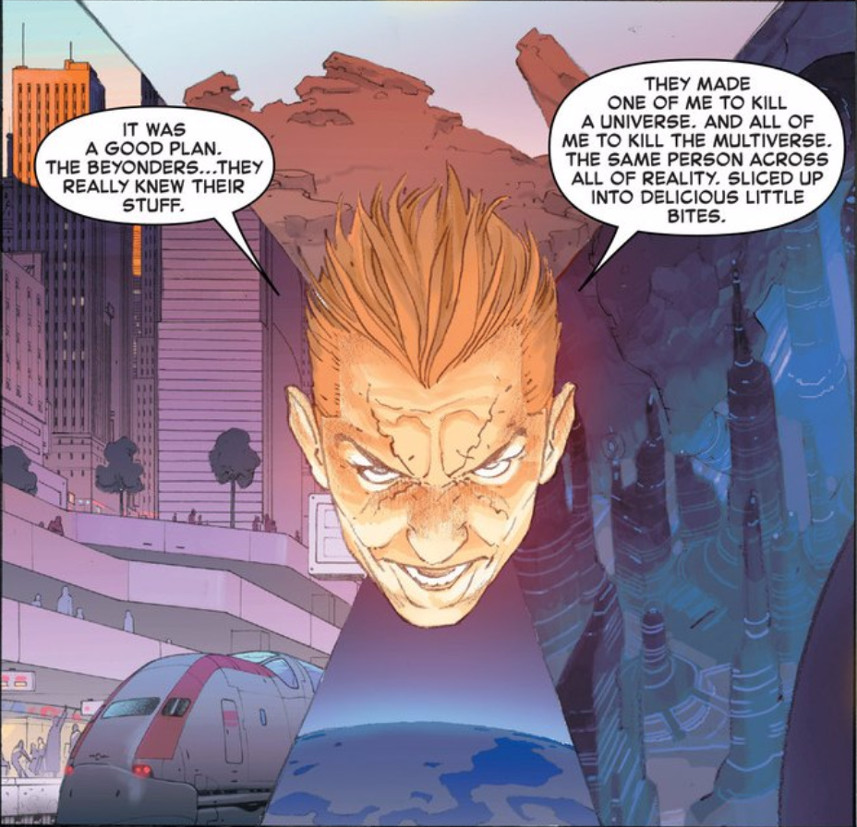 IT WAS
A GOOD PLAN.
THE BEYONDERS...THEY
REALLY KNEW THEIR
STUFF.
THEY MADE
ONE OF ME TO KILL
A UNIVERSE. AND ALL OF
ME TO KILL THE MULTIVERSE.
THE SAME PERSON ACROSS
ALL OF REALITY. SLICED UP
INTO DELICIOUS LITTLE
BITES.